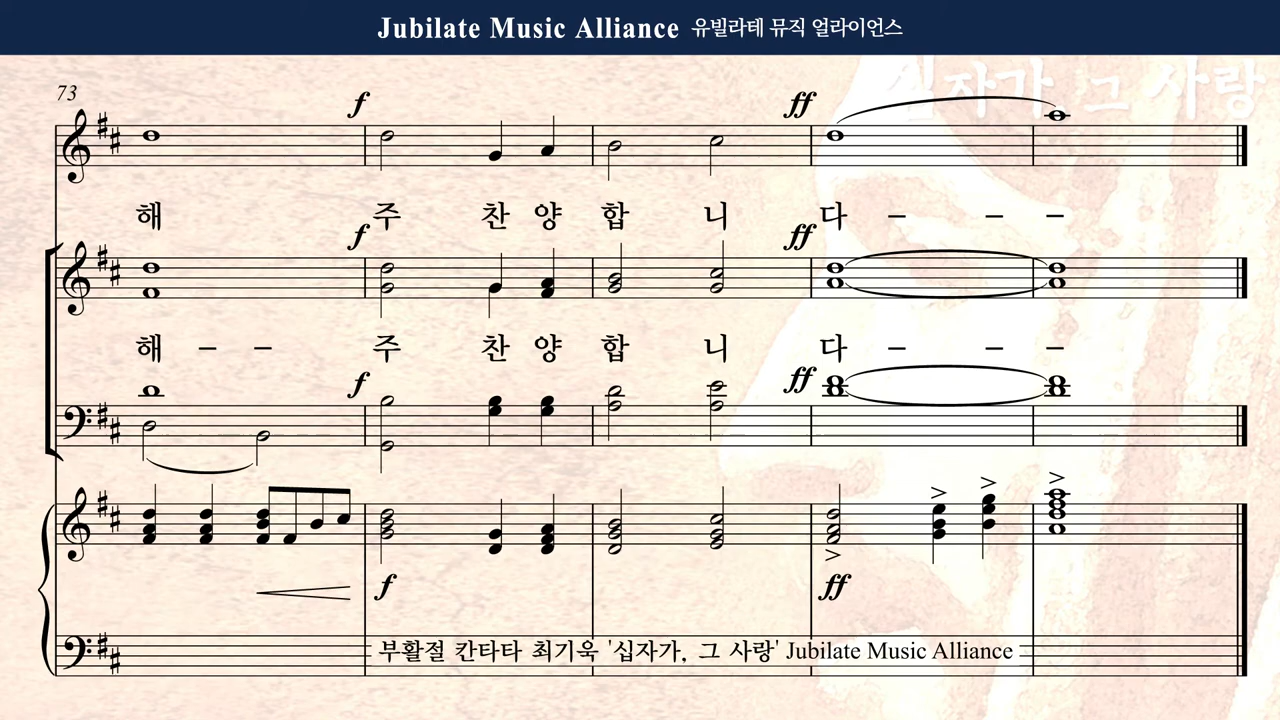 Jubilate Music Alliance 유빌라테 뮤직 얼라이언스
십자가, 그 사랑
73
f ff
해 주 찬 양 합 니 다 – – –
f ff
해 – – 주 찬 양 합 니 다 – – –
f ff
f ff
부활절 칸타타 최기욱 '십자가, 그 사랑' Jubilate Music Alliance